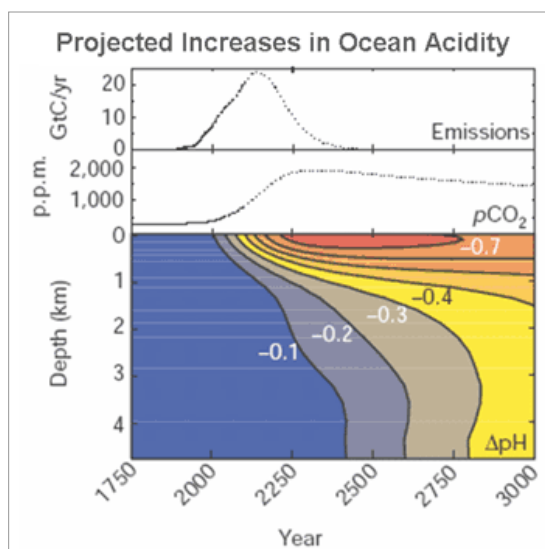 Projected Increases in Ocean Acidity
GtC/yr
20
10
0
Emissions
p.p.m.
2,000
1,000
pCO2
Depth (km)
0
1
2
3
4
−0.7
−0.4
−0.3
−0.2
−0.1
ΔpH
1750
2000
2250
2500
2750
3000
Year